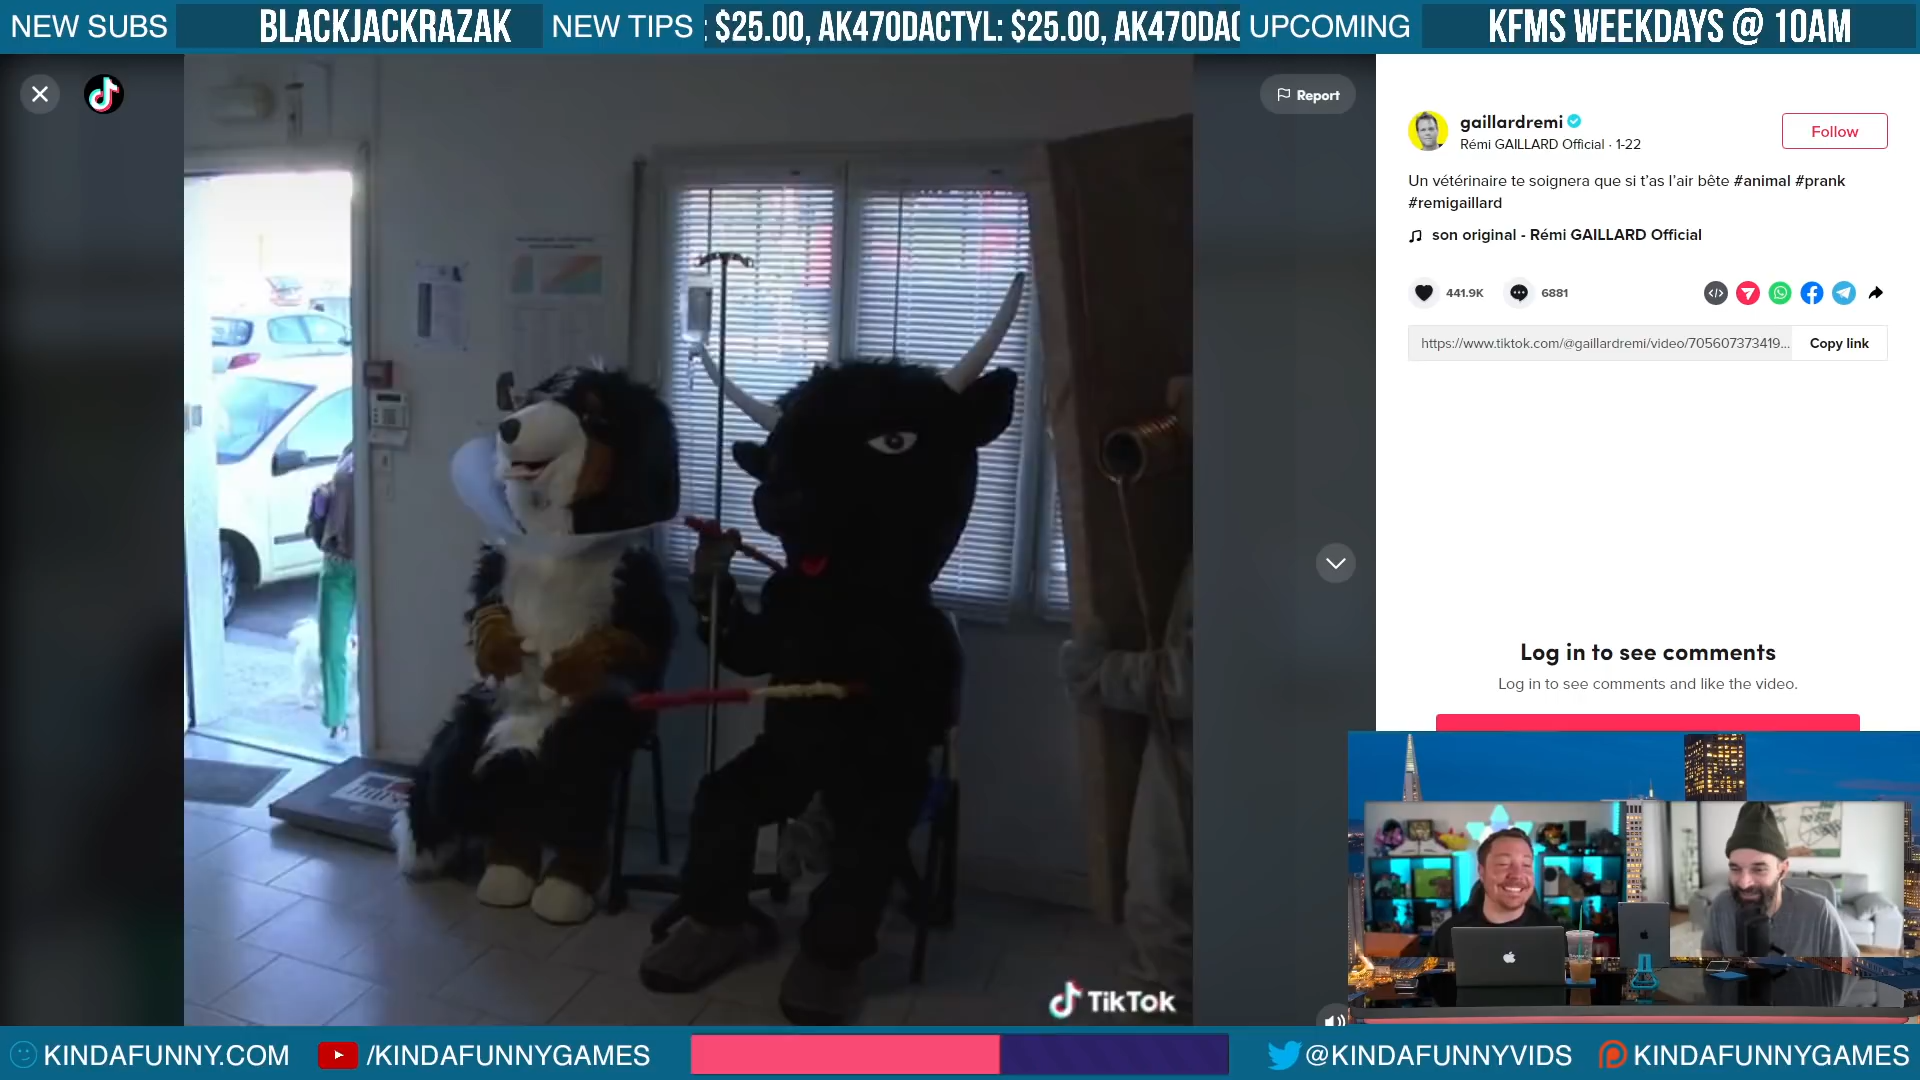 NEW SUBS
BLACKJACKRAZAK
NEW TIPS
: $25.00, AK470DACTYL: $25.00, AK470DAC
UPCOMING
KFMS WEEKDAYS @ 10AM
Report
gaillardremi
Rémi GAILLARD Official · 1-22
Follow
Un vétérinaire te soignera que si t'as l'air bête #animal #prank
#remigaillard
son original - Rémi GAILLARD Official
441.9K
6881
https://www.tiktok.com/@gaillardremi/video/705607373419...
Copy link
Log in to see comments
Log in to see comments and like the video.
TikTok
KINDAFUNNY.COM
/KINDAFUNNYGAMES
@KINDAFUNNYVIDS
KINDAFUNNYGAMES